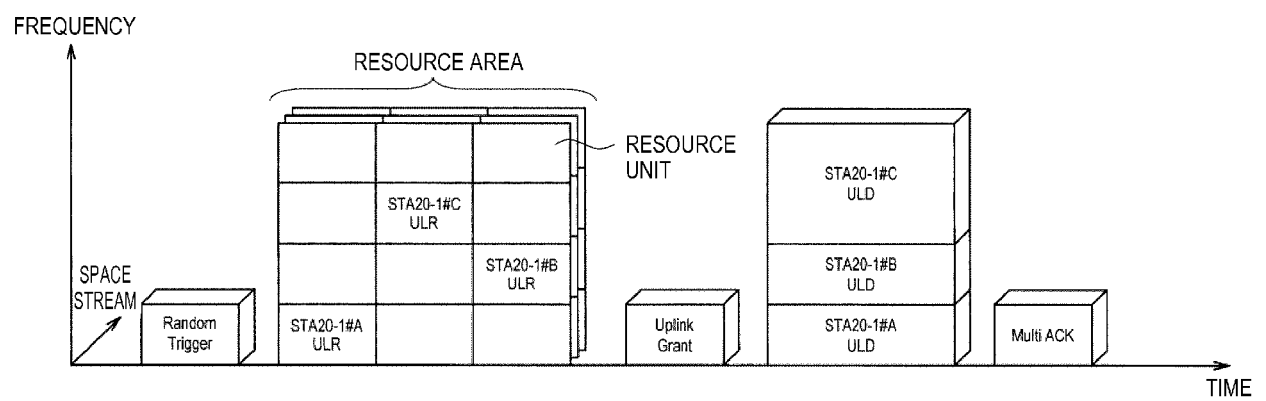 FREQUENCY
RESOURCE AREA
RESOURCE
UNIT
STA20-1#C
ULR
STA20-1#B
ULR
STA20-1#A
ULR
SPACE
STREAM
Random
Trigger
Uplink
Grant
STA20-1#C
ULD
STA20-1#B
ULD
STA20-1#A
ULD
Multi ACK
TIME